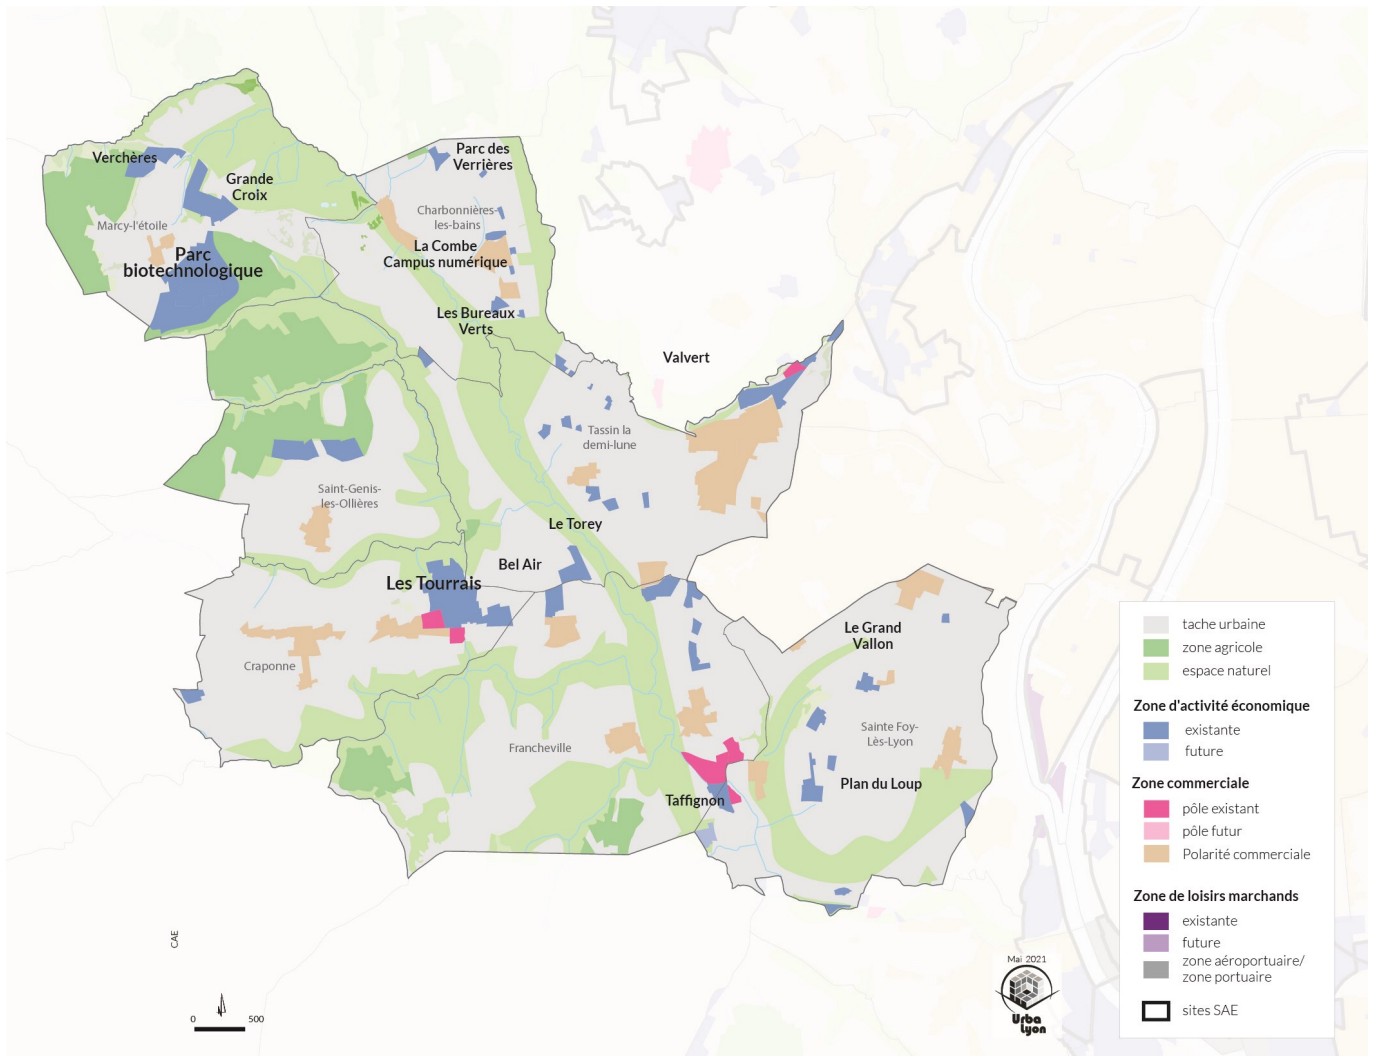 Verchères
Parc des
Verrières
Grande
Croix
Marcy-l'étoile
Charbonnières-
les-bains
La Combe
Campus numérique
Parc
biotechnologique
Les Bureaux
Verts
Valvert
Tassin la
demi-lune
Saint-Genis-
les-Ollières
Le Torey
Bel Air
Les Tourrais
Le Grand
Vallon
Craponne
Francheville
Sainte Foy-
Lès-Lyon
Taffignon
Plan du Loup
tache urbaine
zone agricole
espace naturel
Zone d'activité économique
existante
future
Zone commerciale
pôle existant
pôle futur
Polarité commerciale
Zone de loisirs marchands
existante
future
zone aéroportuaire/
zone portuaire
sites SAE
CAE
0 500
Mai 2021
Urba
Lyon